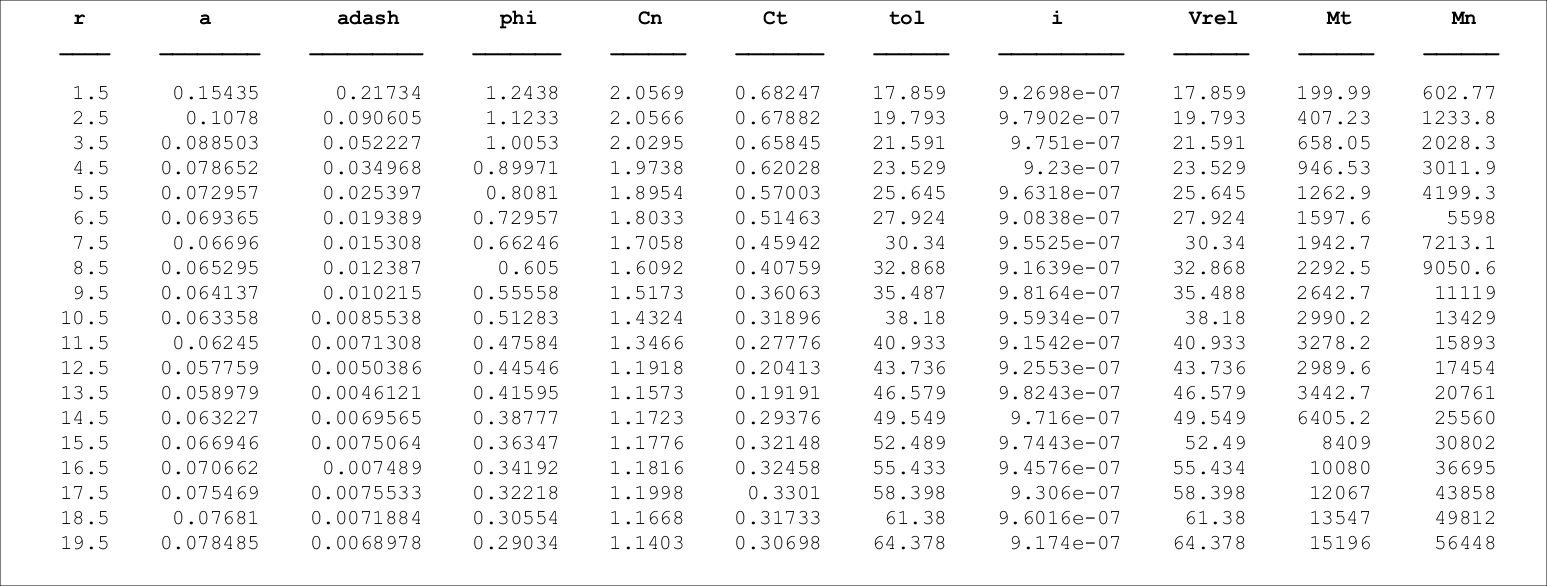 r a adash phi Cn Ct tol i Vrel Mt Mn
1.5 0.15435 0.21734 1.2438 2.0569 0.68247 17.859 9.2698e-07 17.859 199.99 602.77
2.5 0.1078 0.090605 1.1233 2.0566 0.67882 19.793 9.7902e-07 19.793 407.23 1233.8
3.5 0.088503 0.052227 1.0053 2.0295 0.65845 21.591 9.751e-07 21.591 658.05 2028.3
4.5 0.078652 0.034968 0.89971 1.9738 0.62028 23.529 9.23e-07 23.529 946.53 3011.9
5.5 0.072957 0.025397 0.8081 1.8954 0.57003 25.645 9.6318e-07 25.645 1262.9 4199.3
6.5 0.069365 0.019389 0.72957 1.8033 0.51463 27.924 9.0838e-07 27.924 1597.6 5598
7.5 0.06696 0.015308 0.66246 1.7058 0.45942 30.34 9.5525e-07 30.34 1942.7 7213.1
8.5 0.065295 0.012387 0.605 1.6092 0.40759 32.868 9.1639e-07 32.868 2292.5 9050.6
9.5 0.064137 0.010215 0.55558 1.5173 0.36063 35.487 9.8164e-07 35.488 2642.7 11119
10.5 0.063358 0.0085538 0.51283 1.4324 0.31896 38.18 9.5934e-07 38.18 2990.2 13429
11.5 0.06245 0.0071308 0.47584 1.3466 0.27776 40.933 9.1542e-07 40.933 3278.2 15893
12.5 0.057759 0.0050386 0.44546 1.1918 0.20413 43.736 9.2553e-07 43.736 2989.6 17454
13.5 0.058979 0.0046121 0.41595 1.1573 0.19191 46.579 9.8243e-07 46.579 3442.7 20761
14.5 0.063227 0.0069565 0.38777 1.1723 0.29376 49.549 9.716e-07 49.549 6405.2 25560
15.5 0.066946 0.0075064 0.36347 1.1776 0.32148 52.489 9.7443e-07 52.49 8409 30802
16.5 0.070662 0.007489 0.34192 1.1816 0.32458 55.433 9.4576e-07 55.434 10080 36695
17.5 0.075469 0.0075533 0.32218 1.1998 0.3301 58.398 9.306e-07 58.398 12067 43858
18.5 0.07681 0.0071884 0.30554 1.1668 0.31733 61.38 9.6016e-07 61.38 13547 49812
19.5 0.078485 0.0068978 0.29034 1.1403 0.30698 64.378 9.174e-07 64.378 15196 56448